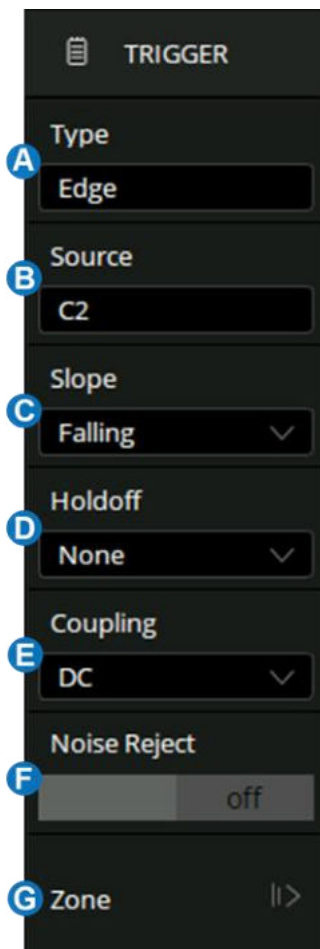 TRIGGER
Type
A
Edge
Source
B
C2
Slope
C
Falling
Holdoff
D
None
Coupling
E
DC
Noise Reject
F
off
G Zone